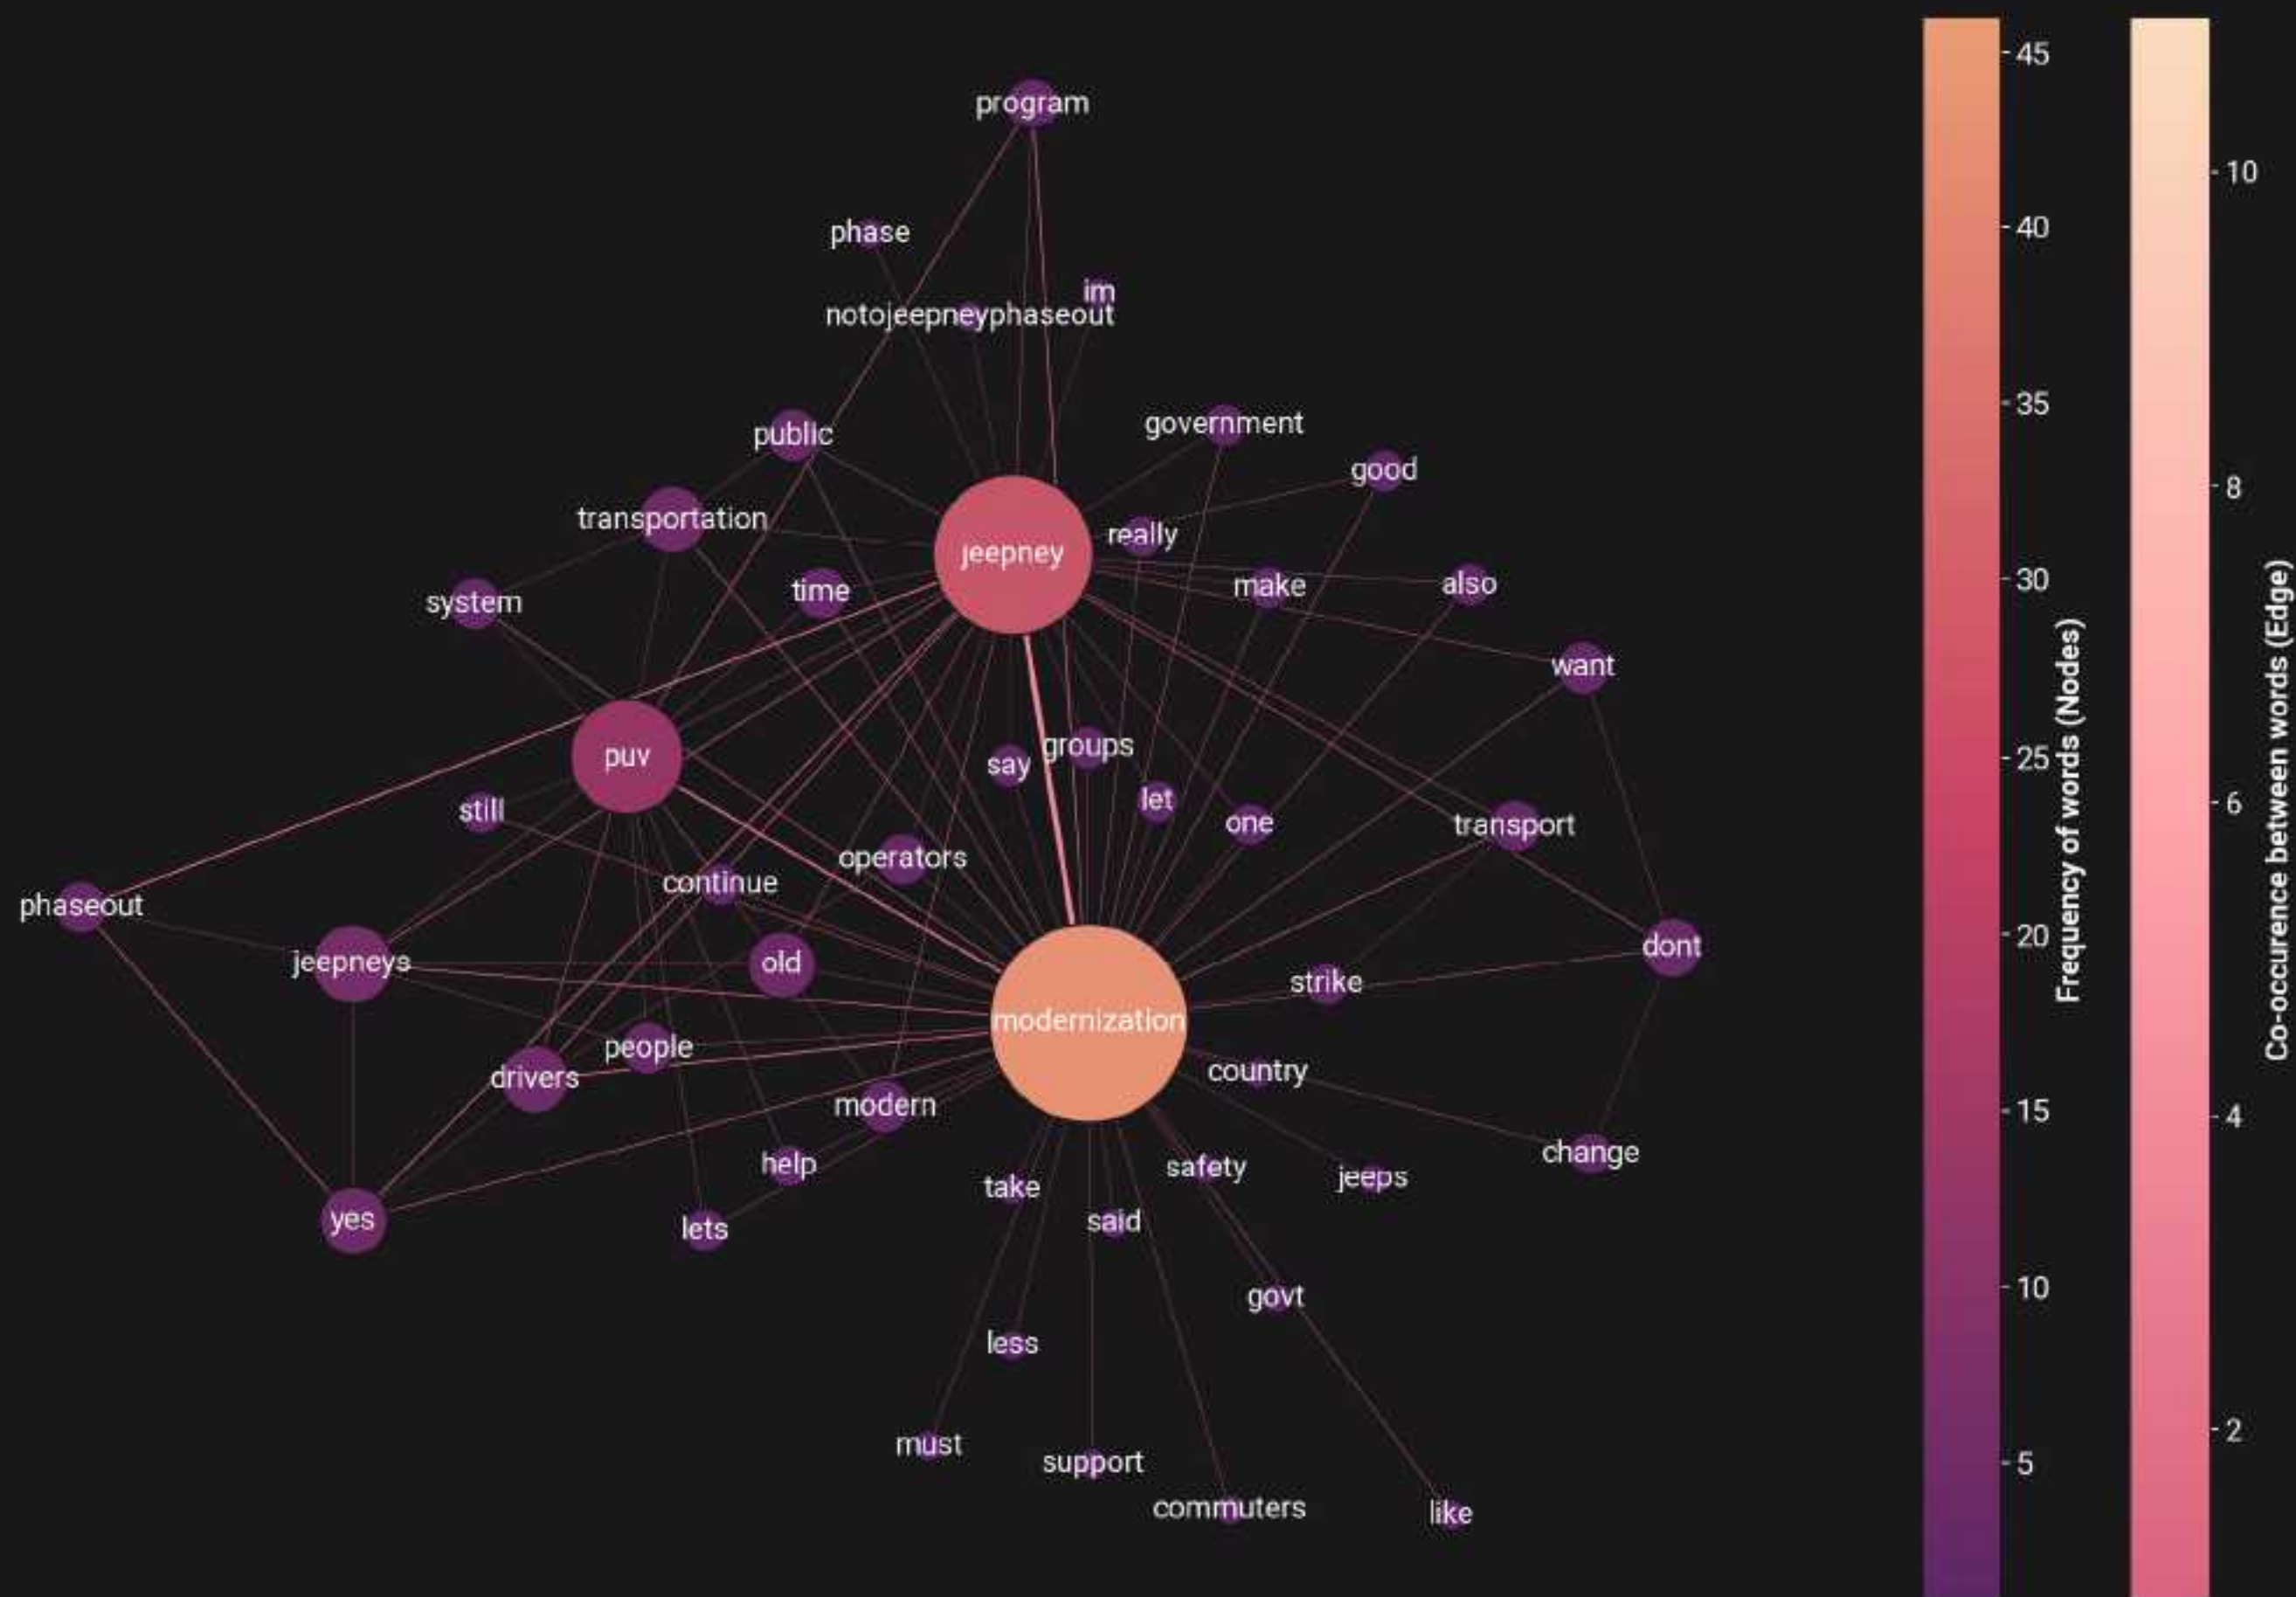 program
phase
im
notojeepneyphaseout
government
public
good
transportation
really
jeepney
time
make
also
system
want
groups
puv
say
let
still
one
transport
operators
continue
phaseout
dont
jeepneys
old
strike
modernization
people
country
drivers
modern
change
help
safety
jeeps
take
yes
said
lets
govt
less
must
support
commuters
like
45
40
35
30
25
20
15
10
5
Frequency of words (Nodes)
10
8
6
4
2
Co-occurence between words (Edge)